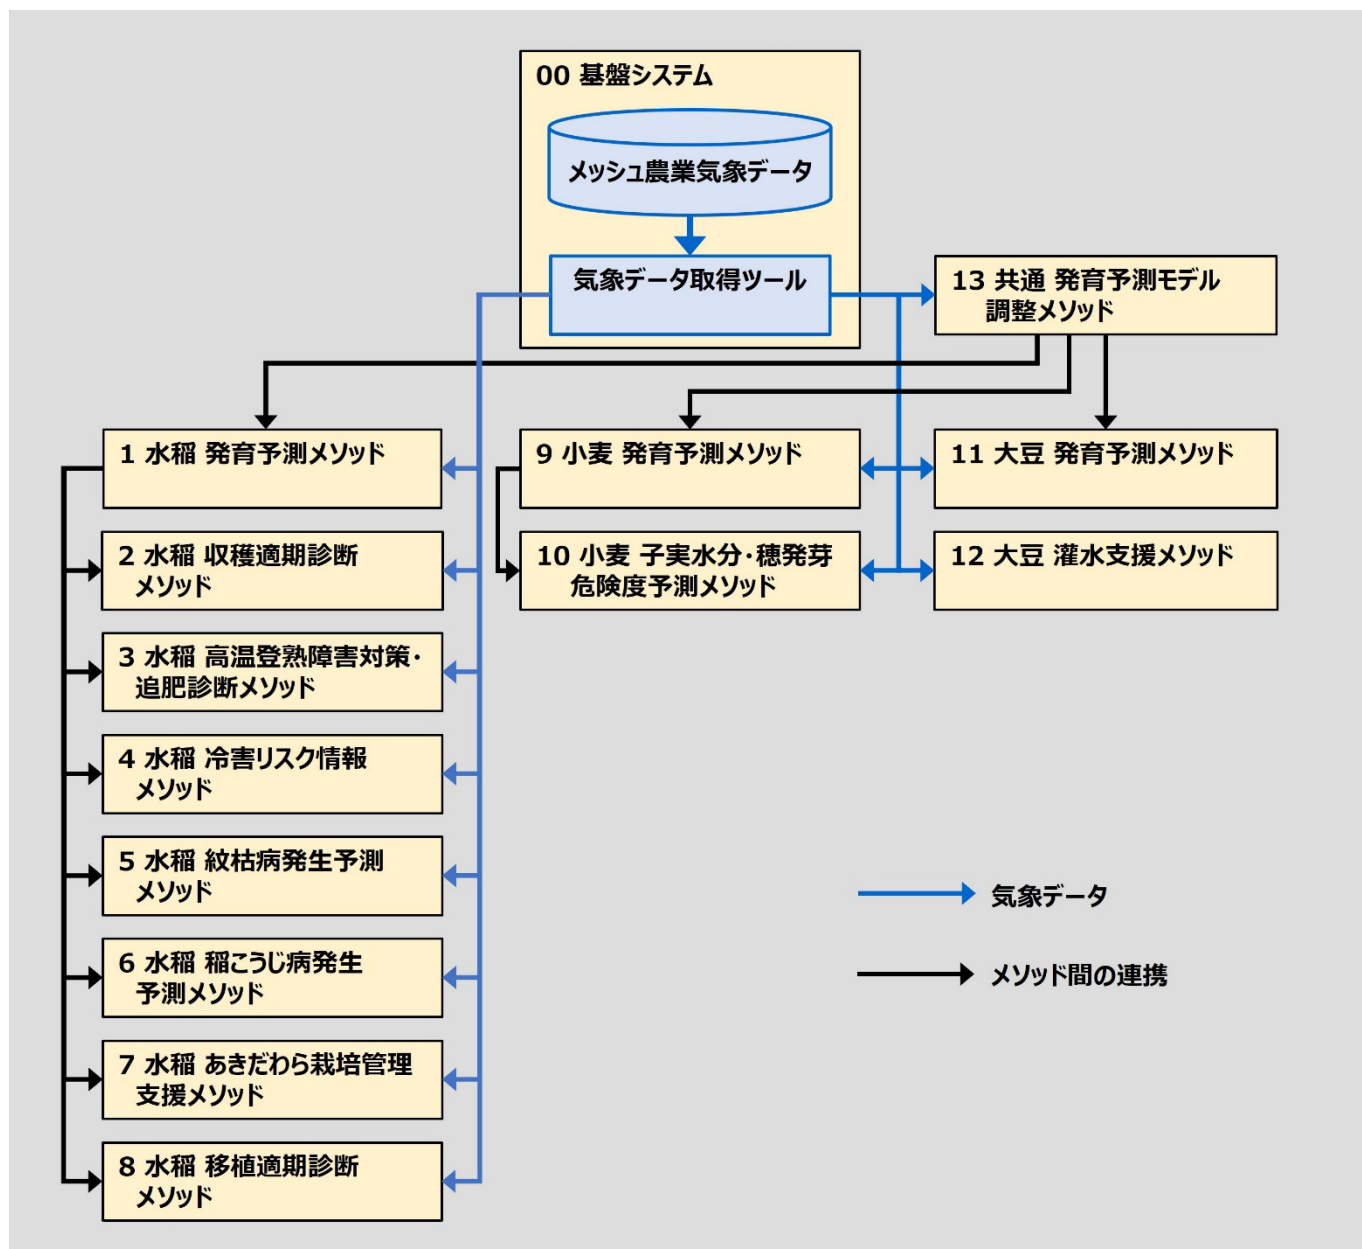 00 基盤システム
メッシュ農業気象データ
気象データ取得ツール
13 共通 発育予測モデル
調整メソッド
1 水稲 発育予測メソッド
9 小麦 発育予測メソッド
11 大豆 発育予測メソッド
2 水稲 収穫適期診断
メソッド
10 小麦 子実水分・穂発芽
危険度予測メソッド
12 大豆 灌水支援メソッド
3 水稲 高温登熟障害対策・
追肥診断メソッド
4 水稲 冷害リスク情報
メソッド
5 水稲 紋枯病発生予測
メソッド
6 水稲 稲こうじ病発生
予測メソッド
7 水稲 あきだわら栽培管理
支援メソッド
8 水稲 移植適期診断
メソッド
気象データ
メソッド間の連携